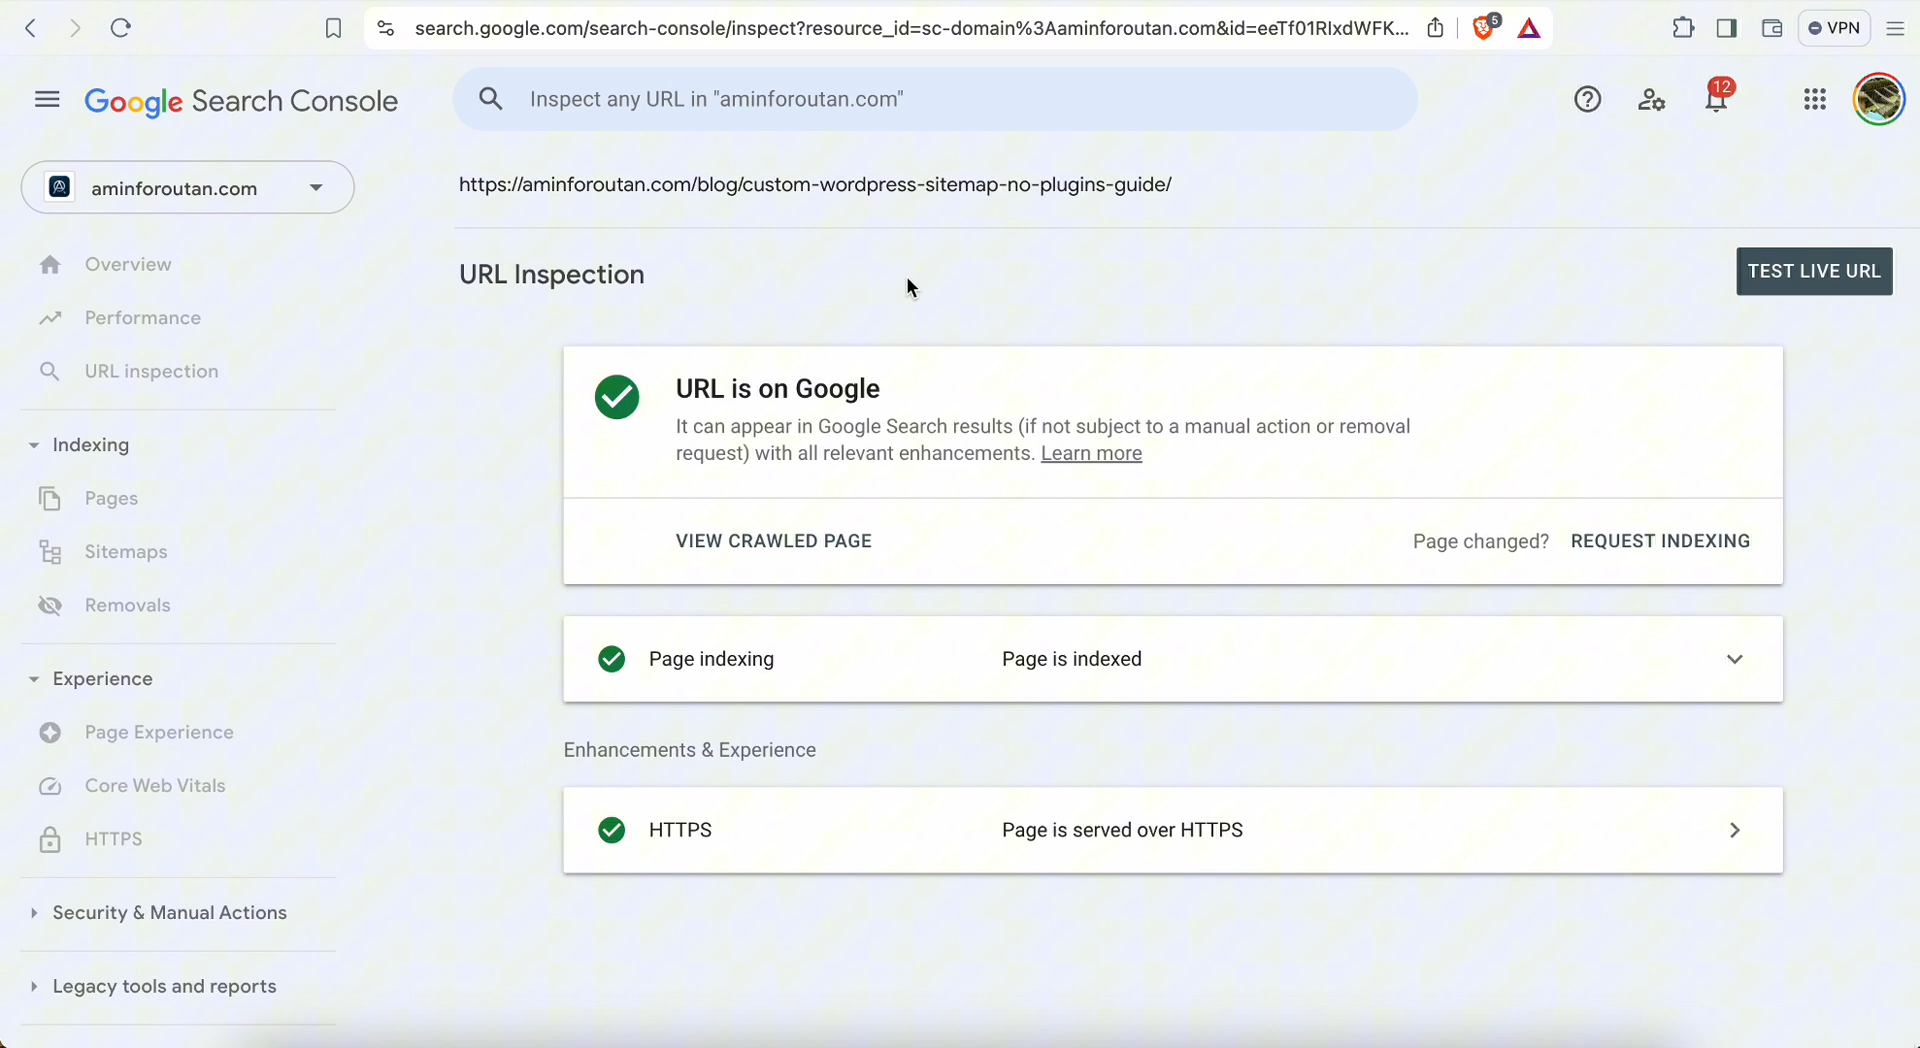 search.google.com/search-console/inspect?resource_id=sc-domain%3Aaminforoutan.com&id=eeTf01RIxdWFK...
5
VPN
Google Search Console
Inspect any URL in "aminforoutan.com"
12
aminforoutan.com
https://aminforoutan.com/blog/custom-wordpress-sitemap-no-plugins-guide/
Overview
Performance
URL inspection
Indexing
Pages
Sitemaps
Removals
Experience
Page Experience
Core Web Vitals
HTTPS
Security & Manual Actions
Legacy tools and reports
URL Inspection
TEST LIVE URL
URL is on Google
It can appear in Google Search results (if not subject to a manual action or removal
request) with all relevant enhancements. Learn more
VIEW CRAWLED PAGE
Page changed? REQUEST INDEXING
Page indexing
Page is indexed
Enhancements & Experience
HTTPS
Page is served over HTTPS